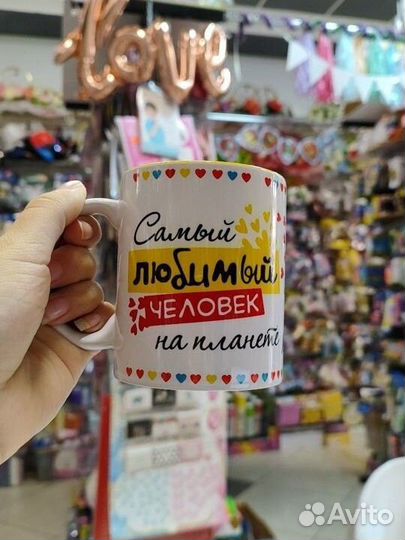 Love
Самый
любимый
ЧЕЛОВЕК
на планете
Avito